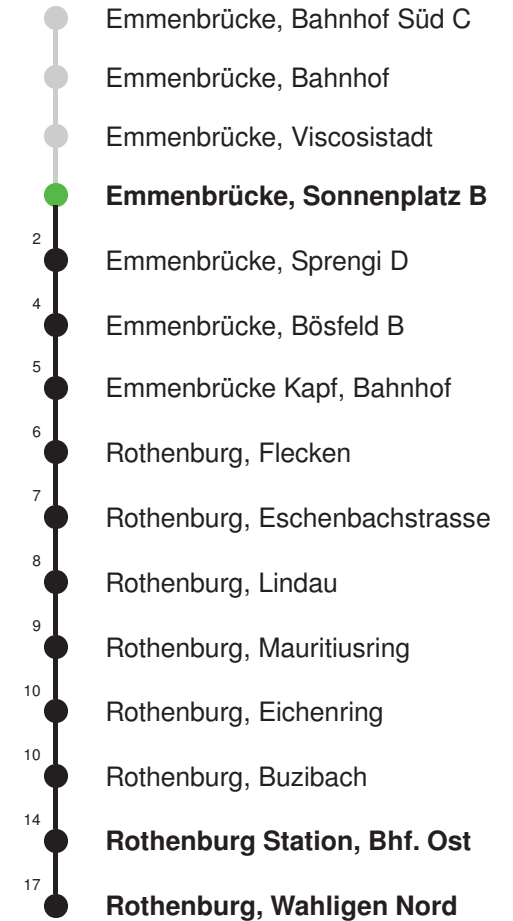 Emmenbrücke, Bahnhof Süd C
Emmenbrücke, Bahnhof
Emmenbrücke, Viscosistadt
Emmenbrücke, Sonnenplatz B
2 Emmenbrücke, Sprengi D
4 Emmenbrücke, Bösfeld B
5 Emmenbrücke Kapf, Bahnhof
6 Rothenburg, Flecken
7 Rothenburg, Eschenbachstrasse
8 Rothenburg, Lindau
9 Rothenburg, Mauritiusring
10 Rothenburg, Eichenring
10 Rothenburg, Buzibach
14 Rothenburg Station, Bhf. Ost
17 Rothenburg, Wahligen Nord